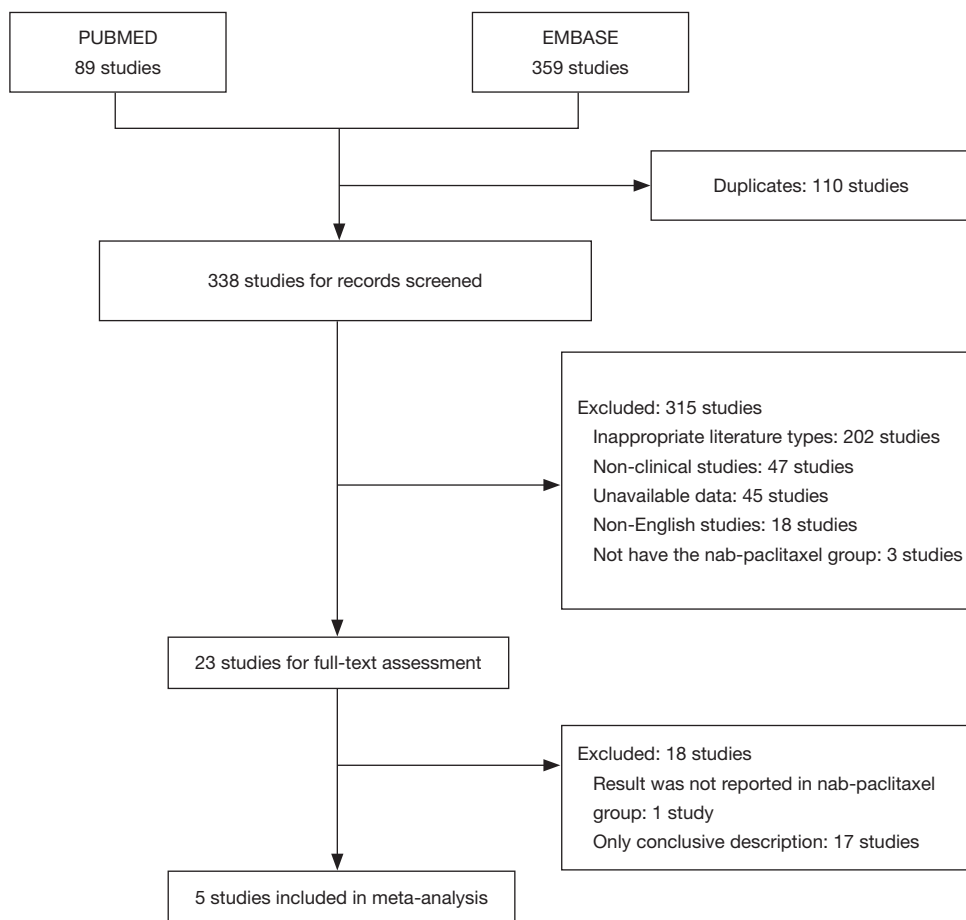 PUBMED
89 studies
EMBASE
359 studies
Duplicates: 110 studies
338 studies for records screened
Excluded: 315 studies
Inappropriate literature types: 202 studies
Non-clinical studies: 47 studies
Unavailable data: 45 studies
Non-English studies: 18 studies
Not have the nab-paclitaxel group: 3 studies
23 studies for full-text assessment
Excluded: 18 studies
Result was not reported in nab-paclitaxel
group: 1 study
Only conclusive description: 17 studies
5 studies included in meta-analysis